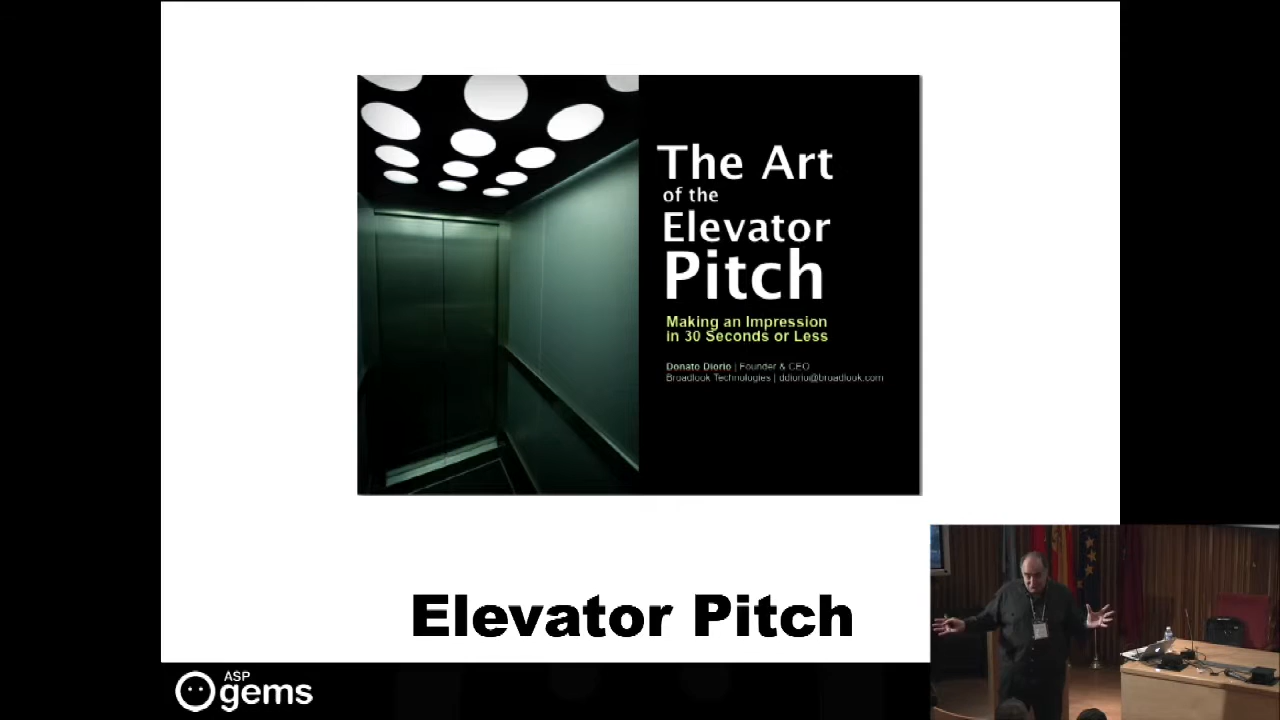 The Art
of the
Elevator
Pitch
Making an Impression
in 30 Seconds or Less
Donato Diorio | Founder & CEO
Broadlook Technologies | ddiorio@broadlook.com
Elevator Pitch
ASP
gems